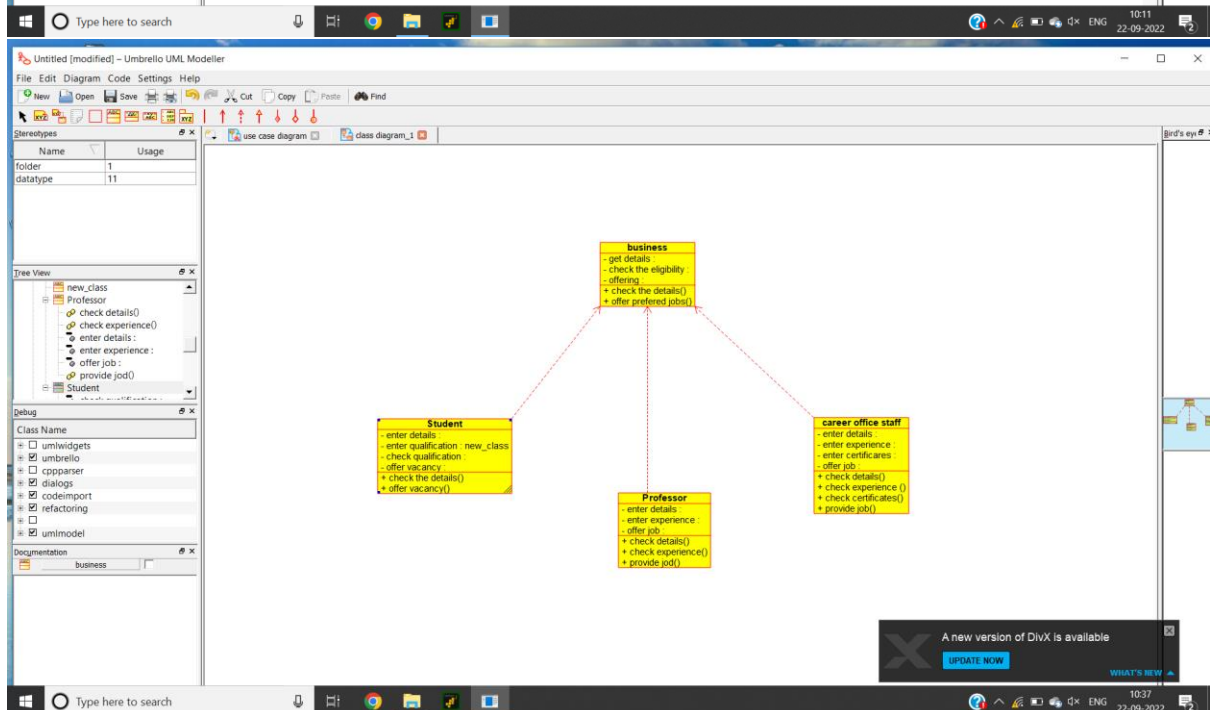 Type here to search
ENG
10:11
22-09-2022
2
Untitled [modified] – Umbrello UML Modeller
File Edit Diagram Code Settings Help
New Open Save Cut Copy Paste Find
Stereotypes
use case diagram
class diagram_1
Bird's eye
Name Usage
folder 1
datatype 11
Tree View
new_class
Professor
check details()
check experience()
enter details :
enter experience :
offer job :
provide jod()
Student
Debug
Class Name
umlwidgets
umbrello
cppparser
dialogs
codeimport
refactoring
umlmodel
Documentation
business
business
- get details :
- check the eligibility :
- offering :
+ check the details()
+ offer prefered jobs()
Student
- enter details :
- enter qualification : new_class
- check qualification :
- offer vacancy :
+ check the details()
+ offer vacancy()
Professor
- enter details :
- enter experience :
- offer job :
+ check details()
+ check experience()
+ provide jod()
career office staff
- enter details :
- enter experience :
- enter certificares :
- offer job :
+ check details()
+ check experience ()
+ check certificates()
+ provide job()
A new version of DivX is available
UPDATE NOW
WHAT'S NEW
Type here to search
ENG
10:37
22-09-2022
2